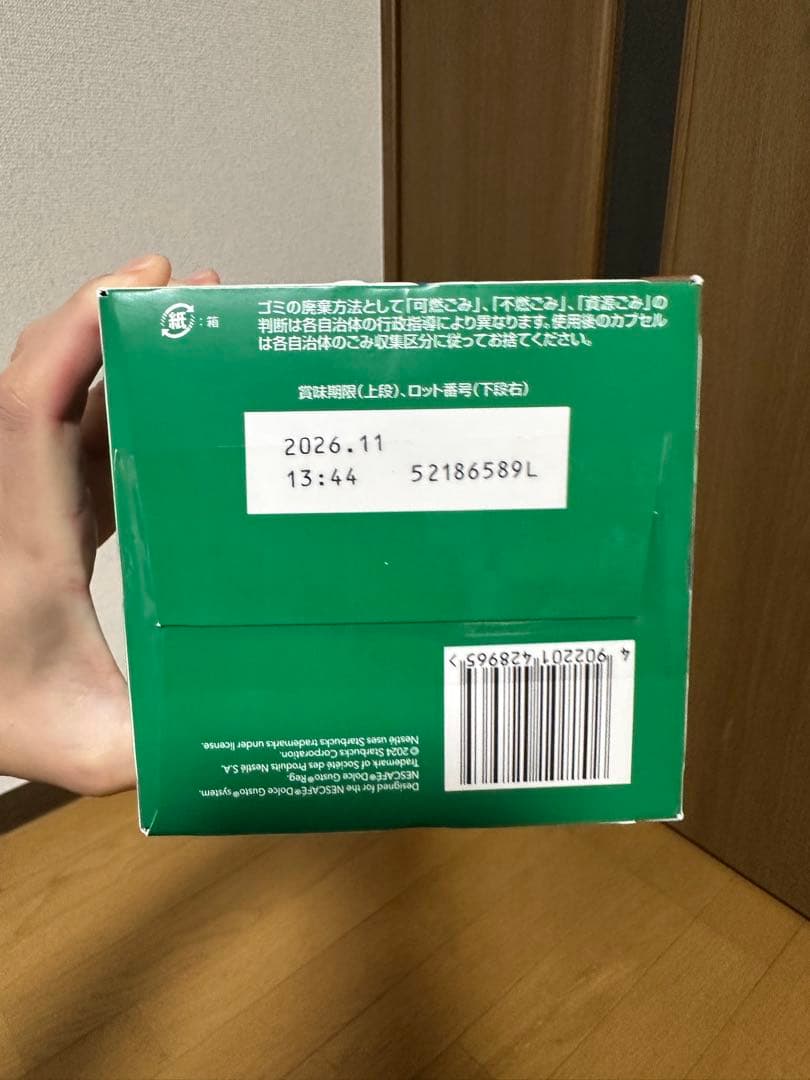 紙:箱
ゴミの廃棄方法として「可燃ごみ」、「不燃ごみ」、「資源ごみ」の
判断は各自治体の行政指導により異なります。使用後のカプセル
は各自治体のごみ収集区分に従ってお捨てください。
賞味期限(上段)、ロット番号(下段右)
2026.11
13:44 52186589L
4 902201 428965 >
Designed for the NESCAFÉ® Dolce Gusto® system.
NESCAFÉ® Dolce Gusto® Reg.
Trademark of Société des Produits Nestlé S.A.
© 2024 Starbucks Corporation.
Nestlé uses Starbucks trademarks under license.